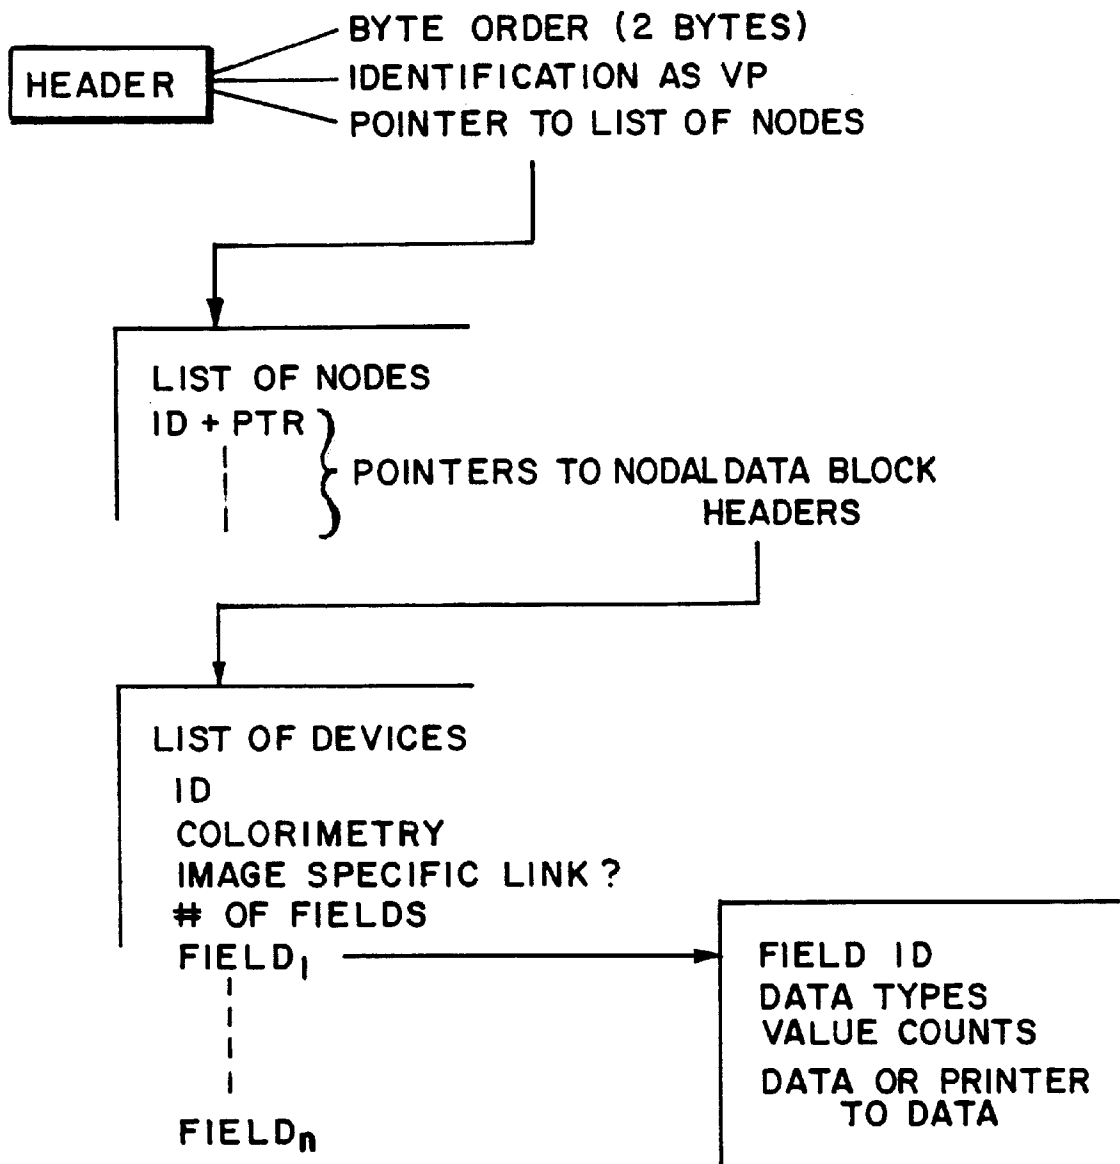 HEADER
BYTE ORDER (2 BYTES)
IDENTIFICATION AS VP
POINTER TO LIST OF NODES
LIST OF NODES
ID + PTR
POINTERS TO NODAL DATA BLOCK
HEADERS
LIST OF DEVICES
ID
COLORIMETRY
IMAGE SPECIFIC LINK ?
# OF FIELDS
FIELD₁
FIELDₙ
FIELD ID
DATA TYPES
VALUE COUNTS
DATA OR PRINTER
TO DATA